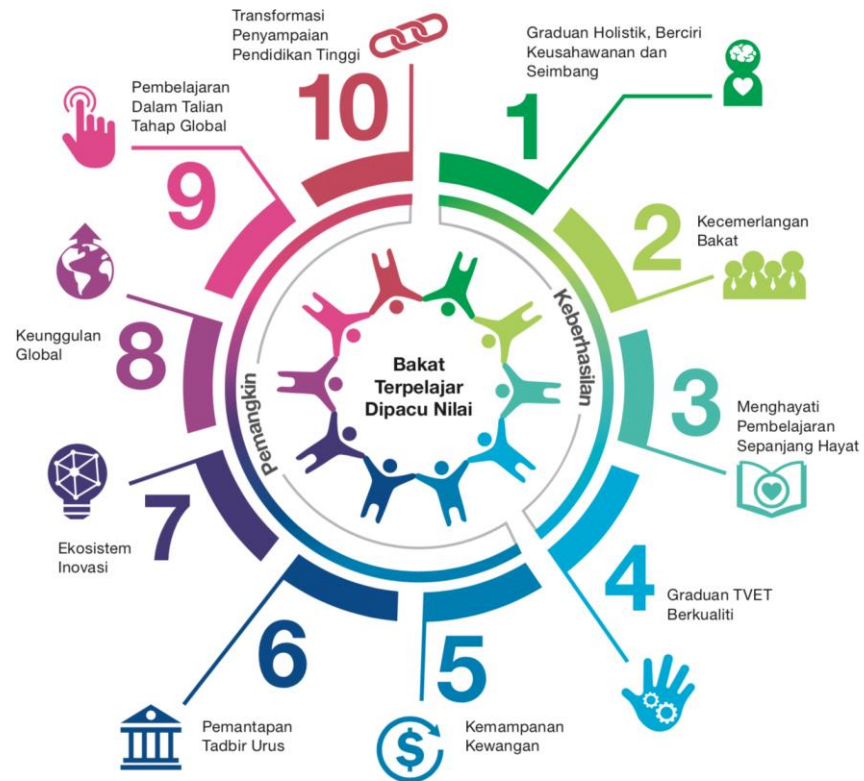 1
Graduan Holistik, Berciri
Keusahawanan dan
Seimbang
2
Kecemerlangan
Bakat
3
Menghayati
Pembelajaran
Sepanjang Hayat
4
Graduan TVET
Berkualiti
5
Kemampanan
Kewangan
6
Pemantapan
Tadbir Urus
7
Ekosistem
Inovasi
8
Keunggulan
Global
9
Pembelajaran
Dalam Talian
Tahap Global
10
Transformasi
Penyampaian
Pendidikan Tinggi
Pemangkin
Bakat
Terpelajar
Dipacu Nilai
Keberhasilan
$